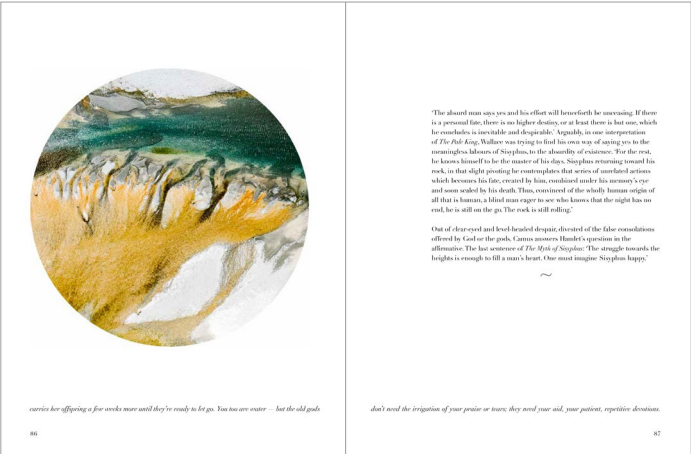 ‘The absurd man says yes and his effort will henceforth be unceasing. If there
is a personal fate, there is no higher destiny, or at least there is but one, which
he concludes is inevitable and despicable.’ Arguably, in one interpretation
of The Pale King, Wallace was trying to find his own way of saying yes to the
meaningless labours of Sisyphus, to the absurdity of existence. ‘For the rest,
he knows himself to be the master of his days. Sisyphus returning toward his
rock, in that slight pivoting he contemplates that series of unrelated actions
which becomes his fate, created by him, combined under his memory’s eye
and soon sealed by his death. Thus, convinced of the wholly human origin of
all that is human, a blind man eager to see who knows that the night has no
end, he is still on the go. The rock is still rolling.’
Out of clear-eyed and level-headed despair, divested of the false consolations
offered by God or the gods, Camus answers Hamlet’s question in the
affirmative. The last sentence of The Myth of Sisyphus: ‘The struggle towards the
heights is enough to fill a man’s heart. One must imagine Sisyphus happy.’
~
carries her offspring a few weeks more until they’re ready to let go. You too are water — but the old gods
don’t need the irrigation of your praise or tears; they need your aid, your patient, repetitive devotions.
86
87